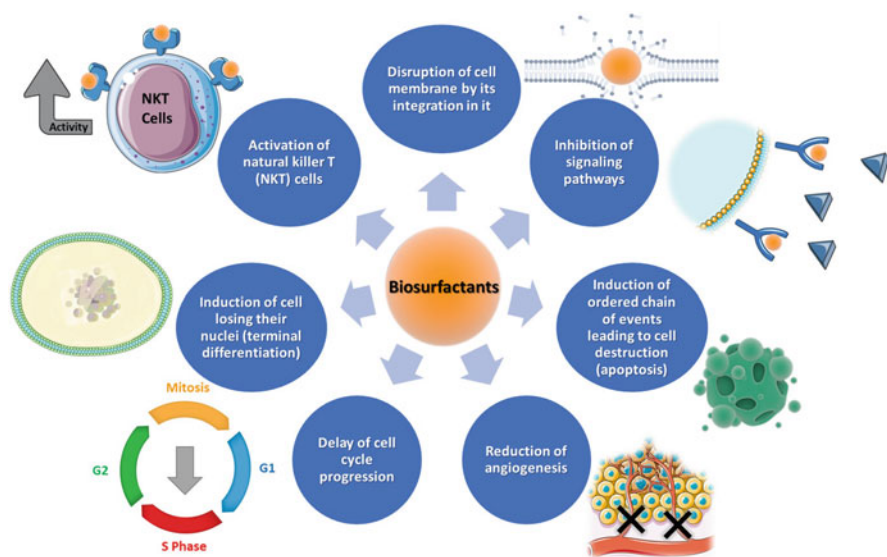 NKT
Cells
Activity
Disruption of cell
membrane by its
integration in it
Activation of
natural killer T
(NKT) cells
Inhibition of
signaling
pathways
Biosurfactants
Induction of cell
losing their
nuclei (terminal
differentiation)
Induction of
ordered chain
of events
leading to cell
destruction
(apoptosis)
Mitosis
G2
G1
S Phase
Delay of cell
cycle
progression
Reduction of
angiogenesis